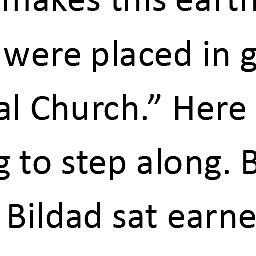 makes this earth
were placed in g
al Church.” Here
g to step along. B
Bildad sat earne